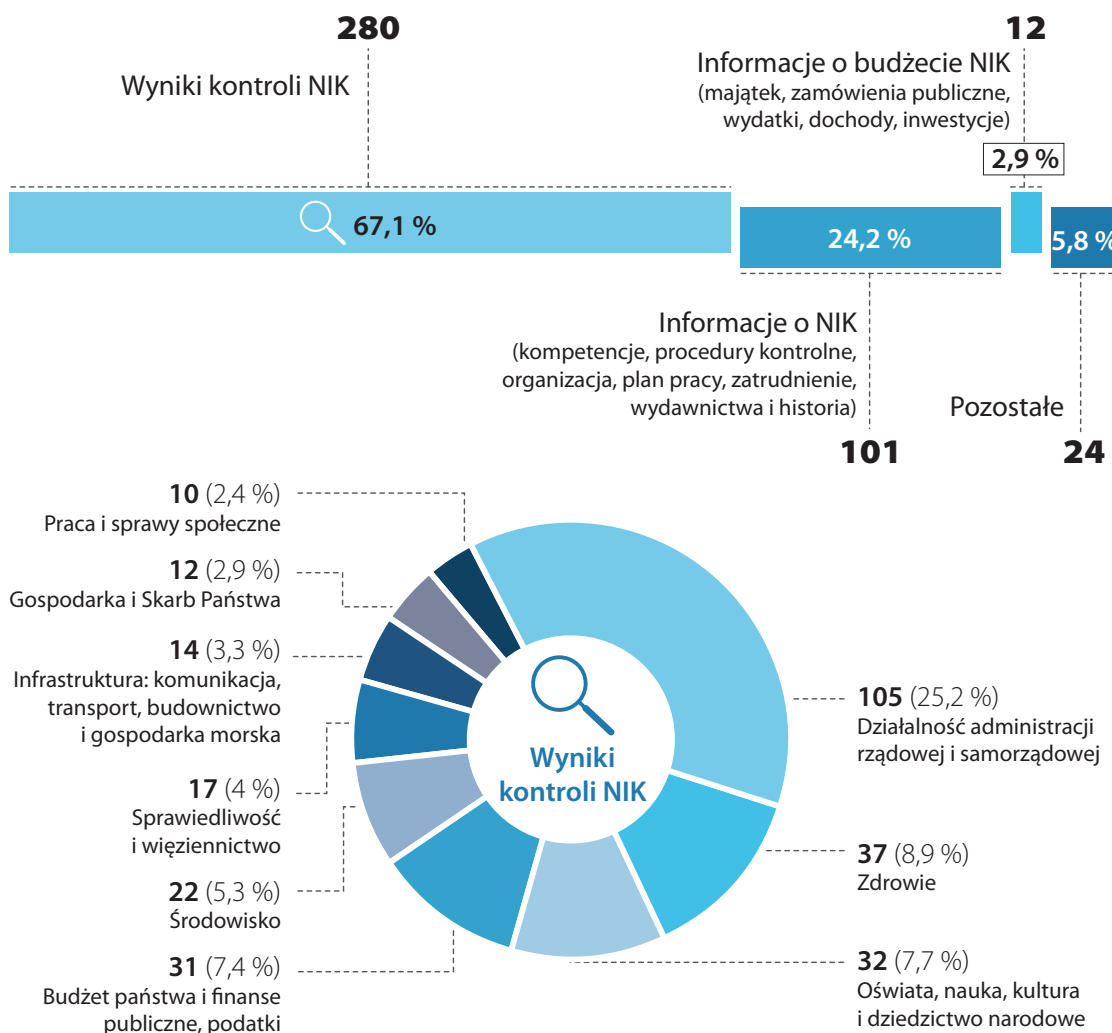 280
Wyniki kontroli NIK
12
Informacje o budżecie NIK
(majątek, zamówienia publiczne,
wydatki, dochody, inwestycje)
2,9 %
67,1 %
24,2 %
5,8 %
Informacje o NIK
(kompetencje, procedury kontrolne,
organizacja, plan pracy, zatrudnienie,
wydawnictwa i historia)
101
Pozostałe
24
10 (2,4 %)
Praca i sprawy społeczne
12 (2,9 %)
Gospodarka i Skarb Państwa
14 (3,3 %)
Infrastruktura: komunikacja,
transport, budownictwo
i gospodarka morska
17 (4 %)
Sprawiedliwość
i więziennictwo
22 (5,3 %)
Środowisko
31 (7,4 %)
Budżet państwa i finanse
publiczne, podatki
Wyniki
kontroli NIK
105 (25,2 %)
Działalność administracji
rządowej i samorządowej
37 (8,9 %)
Zdrowie
32 (7,7 %)
Oświata, nauka, kultura
i dziedzictwo narodowe